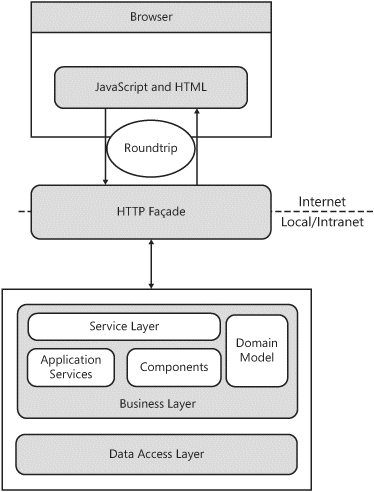 Browser
JavaScript and HTML
Roundtrip
HTTP Façade
Internet
Local/Intranet
Service Layer
Domain
Model
Application
Services
Components
Business Layer
Data Access Layer